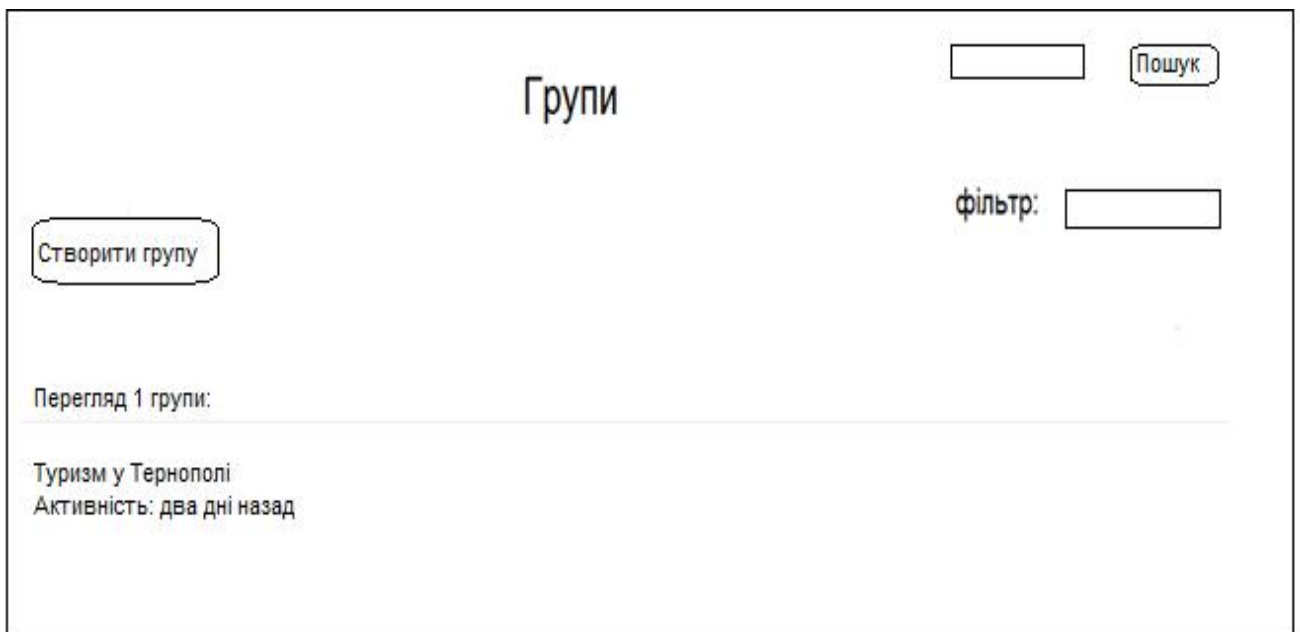 Пошук
Групи
фільтр:
Створити групу
Перегляд 1 групи:
Туризм у Тернополі
Активність: два дні назад